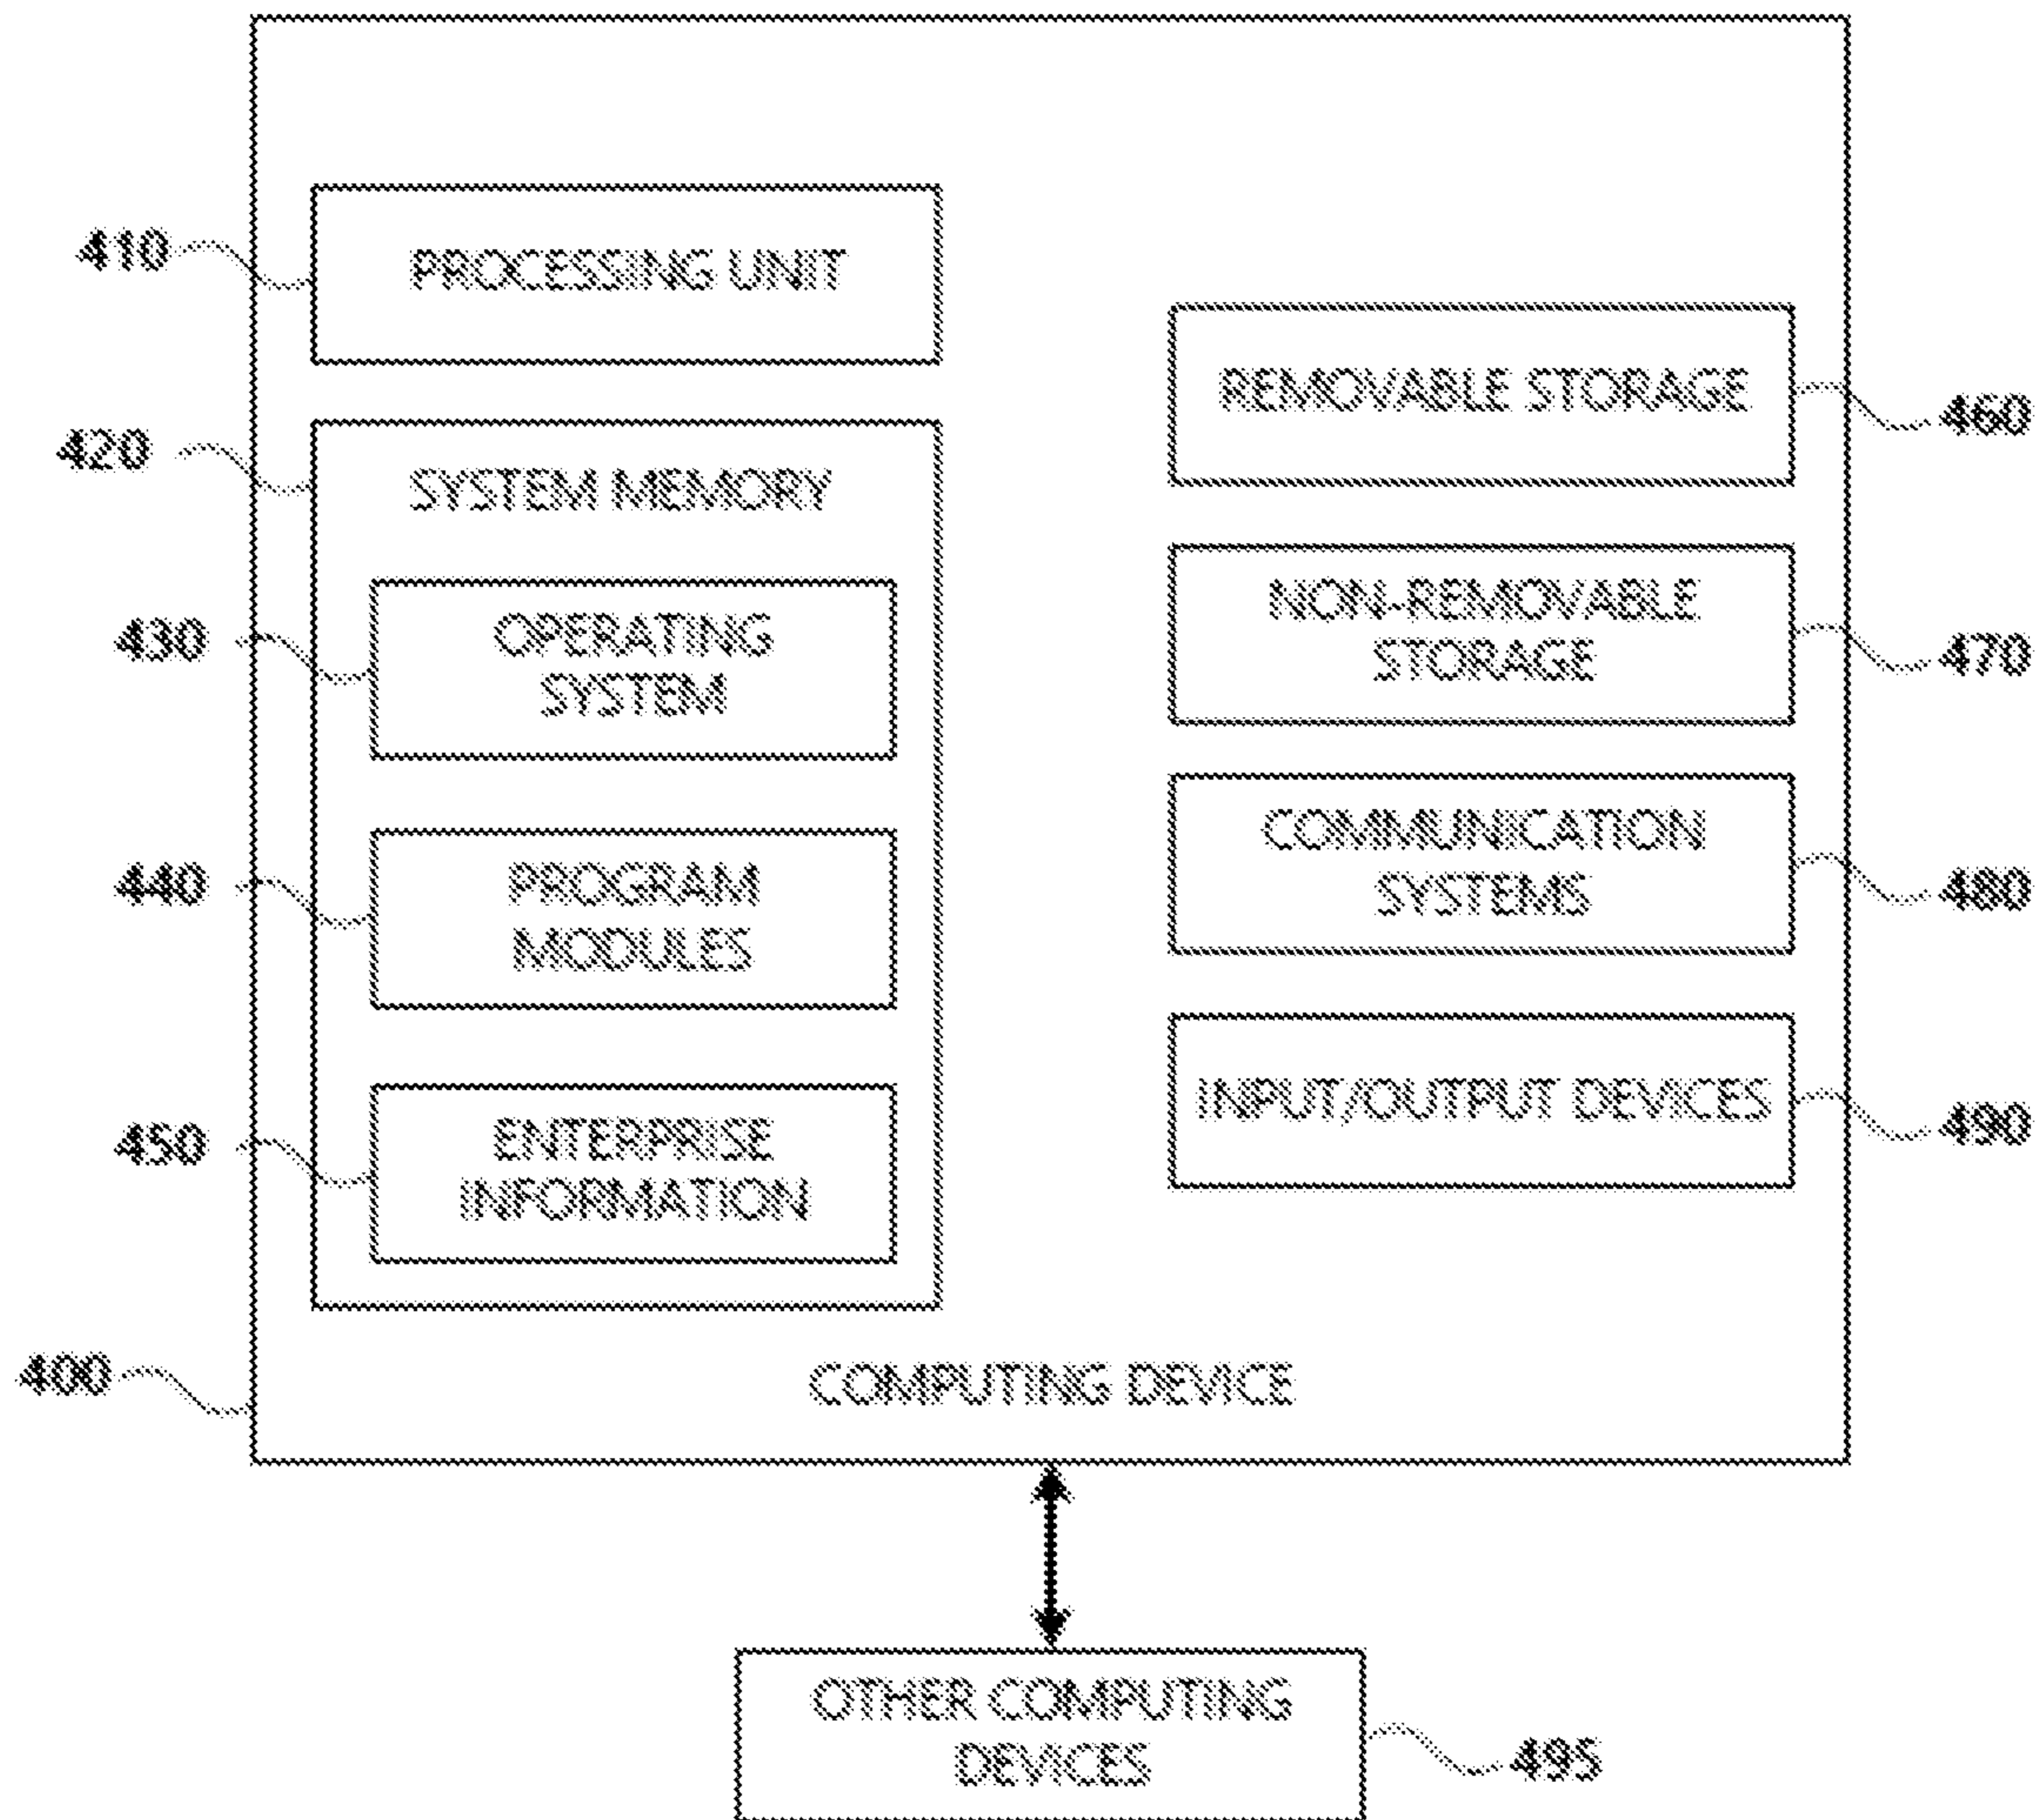 410
PROCESSING UNIT
420
SYSTEM MEMORY
430
OPERATING
SYSTEM
440
PROGRAM
MODULES
450
ENTERPRISE
INFORMATION
REMOVABLE STORAGE
460
NON-REMOVABLE
STORAGE
470
COMMUNICATION
SYSTEMS
480
INPUT/OUTPUT DEVICES
490
400
COMPUTING DEVICE
OTHER COMPUTING
DEVICES
495